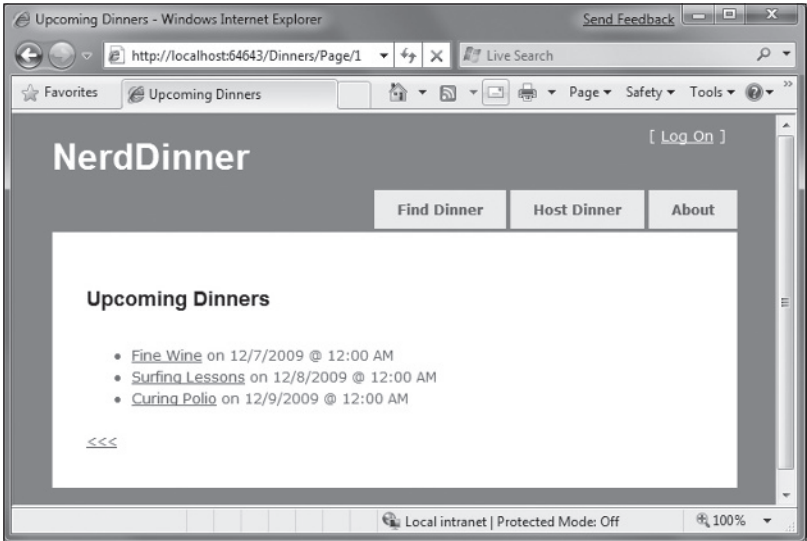 Upcoming Dinners - Windows Internet Explorer
Send Feedback
http://localhost:64643/Dinners/Page/1
Live Search
Favorites
Upcoming Dinners
Page
Safety
Tools
[ Log On ]
NerdDinner
Find Dinner
Host Dinner
About
Upcoming Dinners
• Fine Wine on 12/7/2009 @ 12:00 AM
• Surfing Lessons on 12/8/2009 @ 12:00 AM
• Curing Polio on 12/9/2009 @ 12:00 AM
<<<
Local intranet | Protected Mode: Off
100%